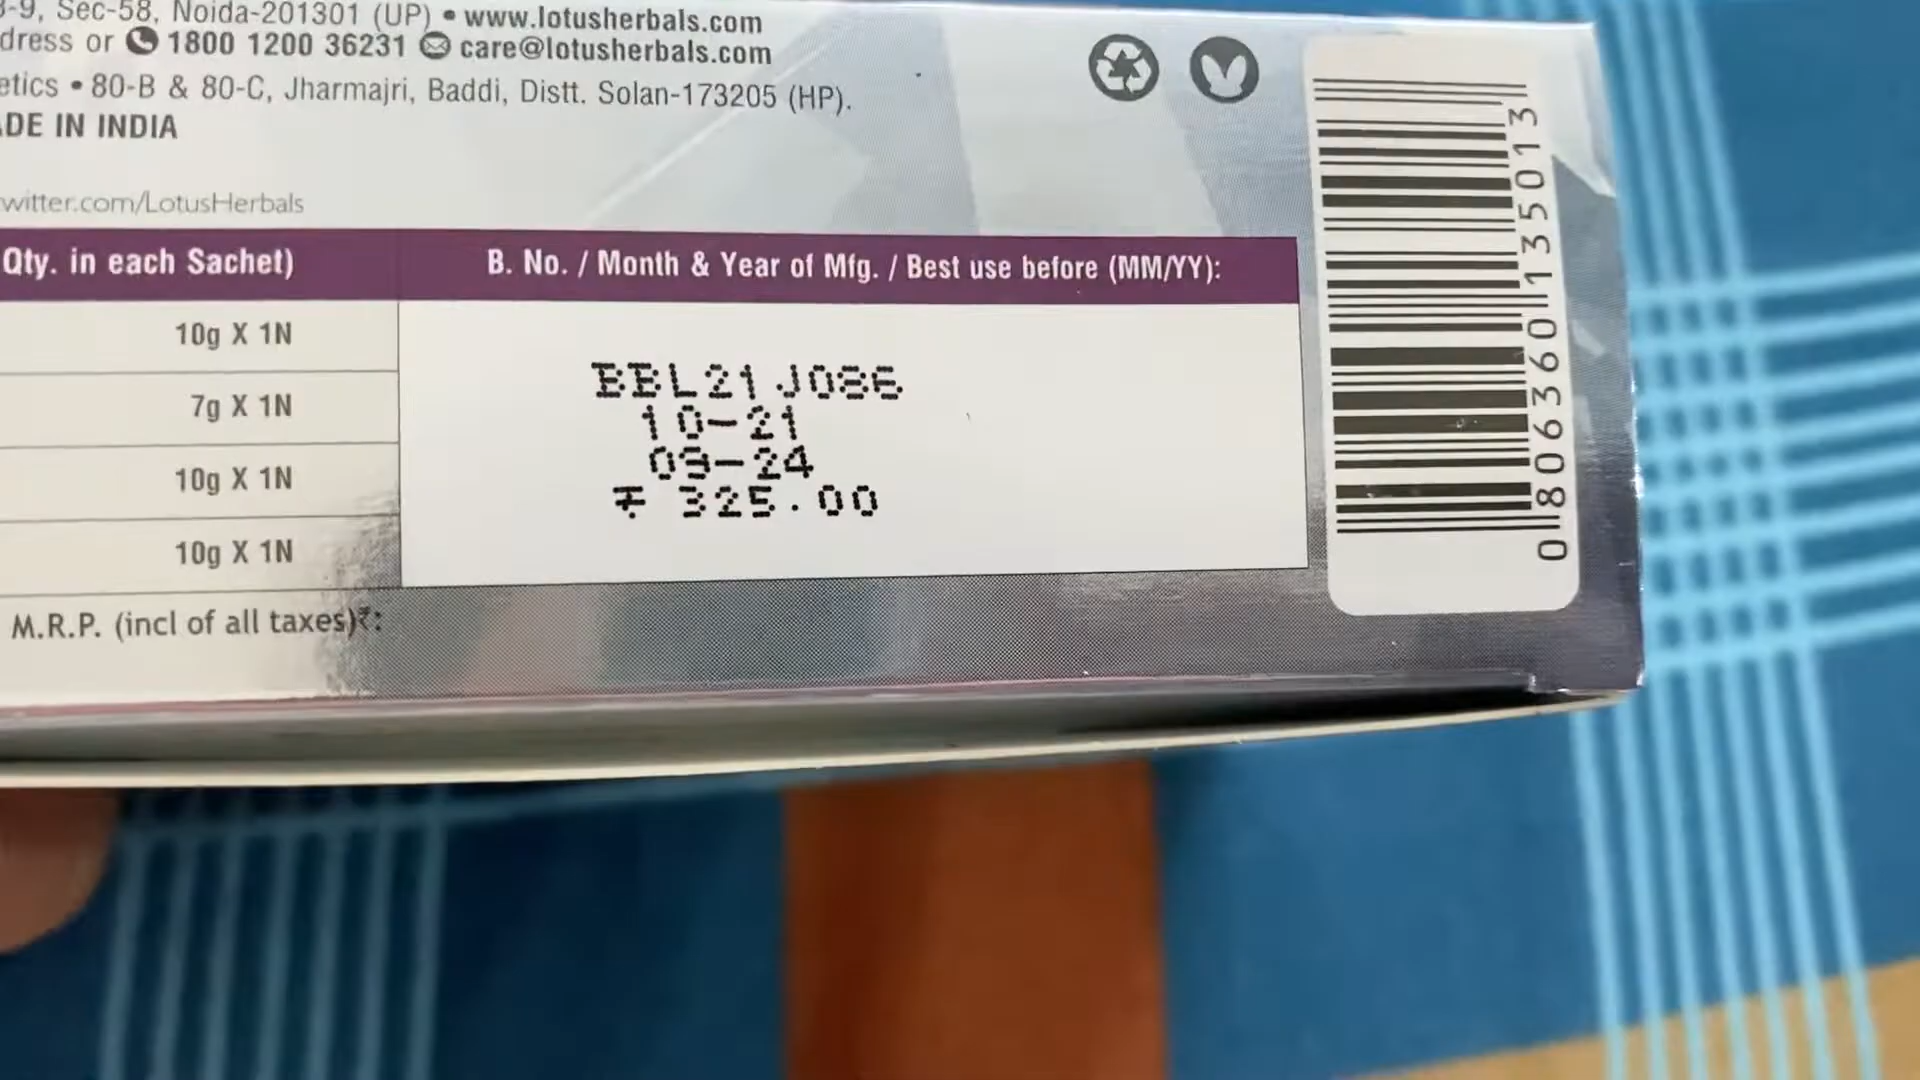 -9, Sec-58, Noida-201301 (UP) • www.lotusherbals.com
dress or 1800 1200 36231 care@lotusherbals.com
etics • 80-B & 80-C, Jharmajri, Baddi, Distt. Solan-173205 (HP).
ADE IN INDIA
witter.com/LotusHerbals
Qty. in each Sachet)
B. No. / Month & Year of Mfg. / Best use before (MM/YY):
10g X 1N
7g X 1N
10g X 1N
10g X 1N
BBL21J086
10-21
09-24
₹ 325.00
M.R.P. (incl of all taxes)₹:
0 806360 135013